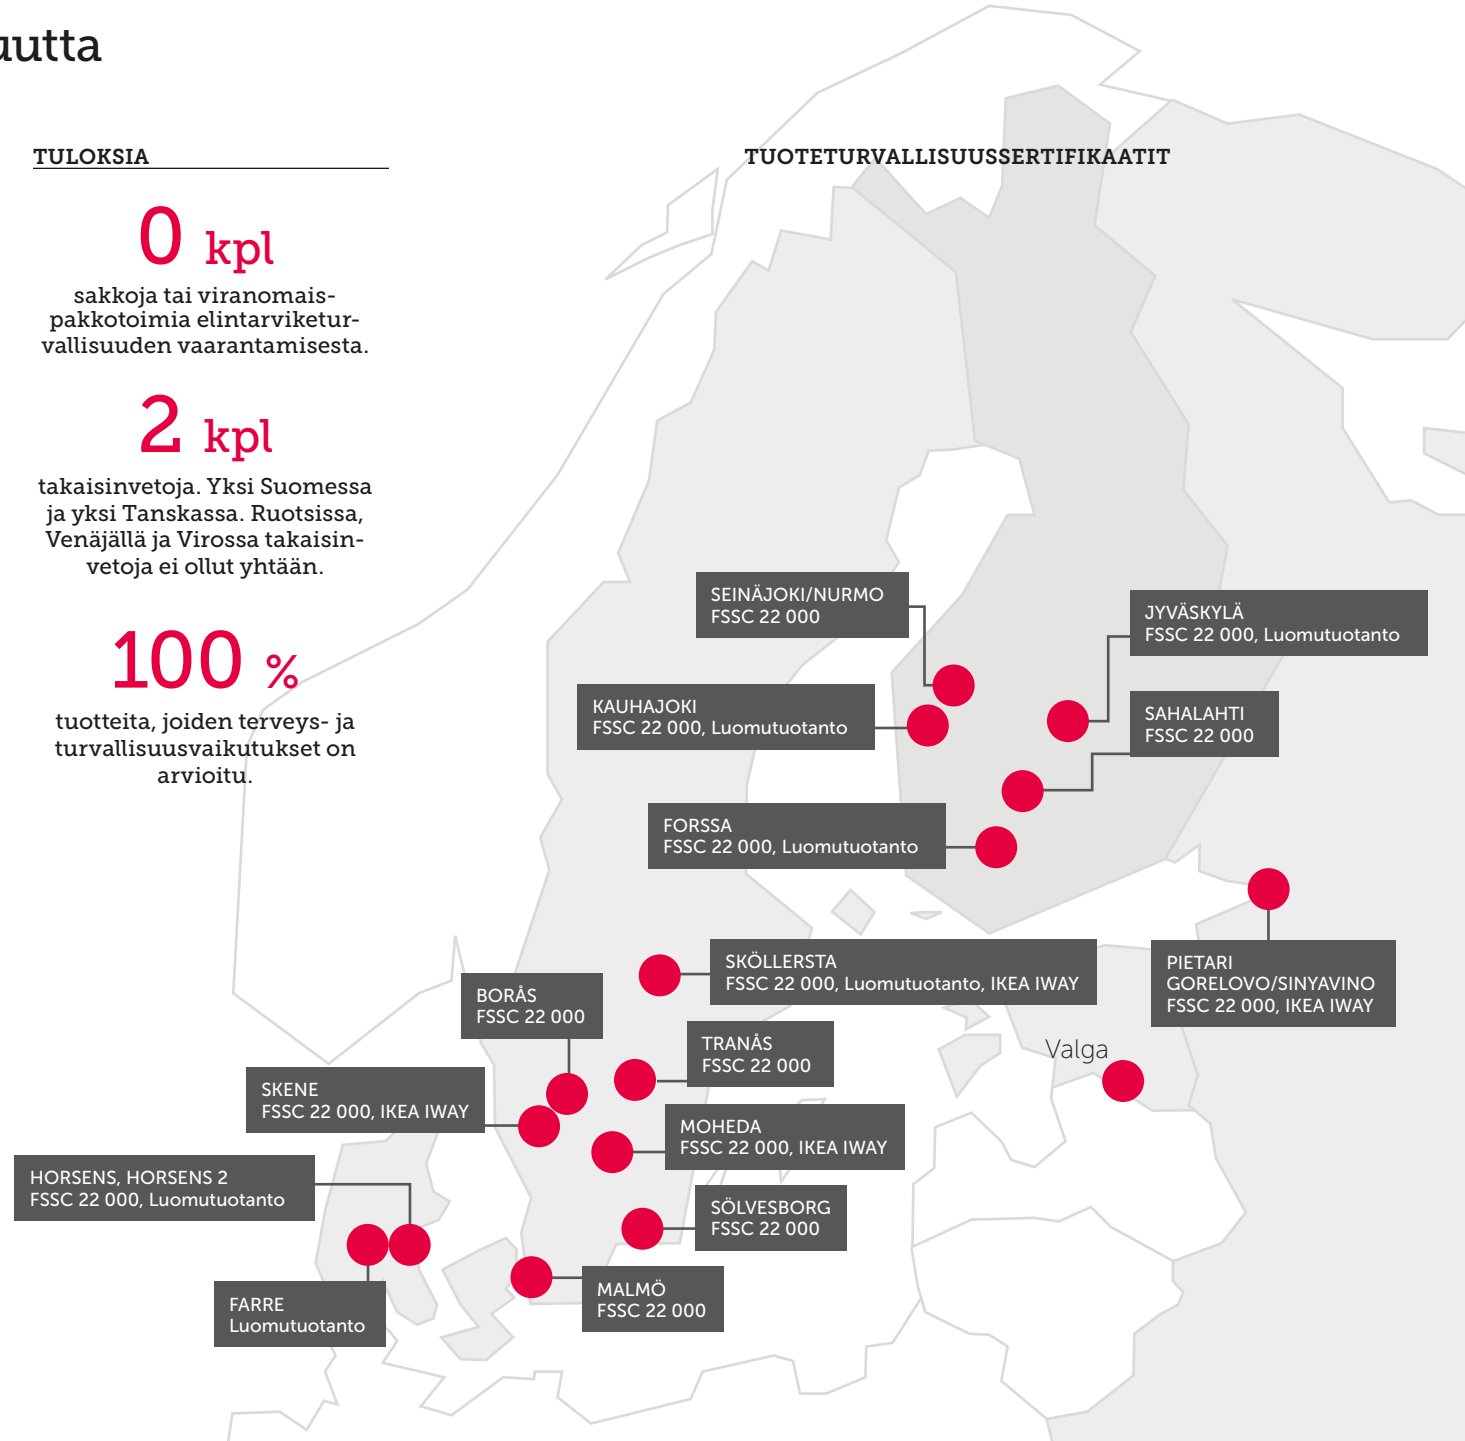 uutta
TULOKSIA
0 kpl
sakkoja tai viranomais-
pakkotoimia elintarviketur-
vallisuuden vaarantamisesta.
2 kpl
takaisinvetoja. Yksi Suomessa
ja yksi Tanskassa. Ruotsissa,
Venäjällä ja Virossa takaisin-
vetoja ei ollut yhtään.
100 %
tuotteita, joiden terveys- ja
turvallisuusvaikutukset on
arvioitu.
TUOTETURVALLISUUSSERTIFIKAATIT
SEINÄJOKI/NURMO
FSSC 22 000
JYVÄSKYLÄ
FSSC 22 000, Luomutuotanto
KAUHAJOKI
FSSC 22 000, Luomutuotanto
SAHALAHTI
FSSC 22 000
FORSSA
FSSC 22 000, Luomutuotanto
SKÖLLERSTA
FSSC 22 000, Luomutuotanto, IKEA IWAY
PIETARI
GORELOVO/SINYAVINO
FSSC 22 000, IKEA IWAY
BORÅS
FSSC 22 000
TRANÅS
FSSC 22 000
Valga
SKENE
FSSC 22 000, IKEA IWAY
MOHEDA
FSSC 22 000, IKEA IWAY
HORSENS, HORSENS 2
FSSC 22 000, Luomutuotanto
SÖLVESBORG
FSSC 22 000
MALMÖ
FSSC 22 000
FARRE
Luomutuotanto